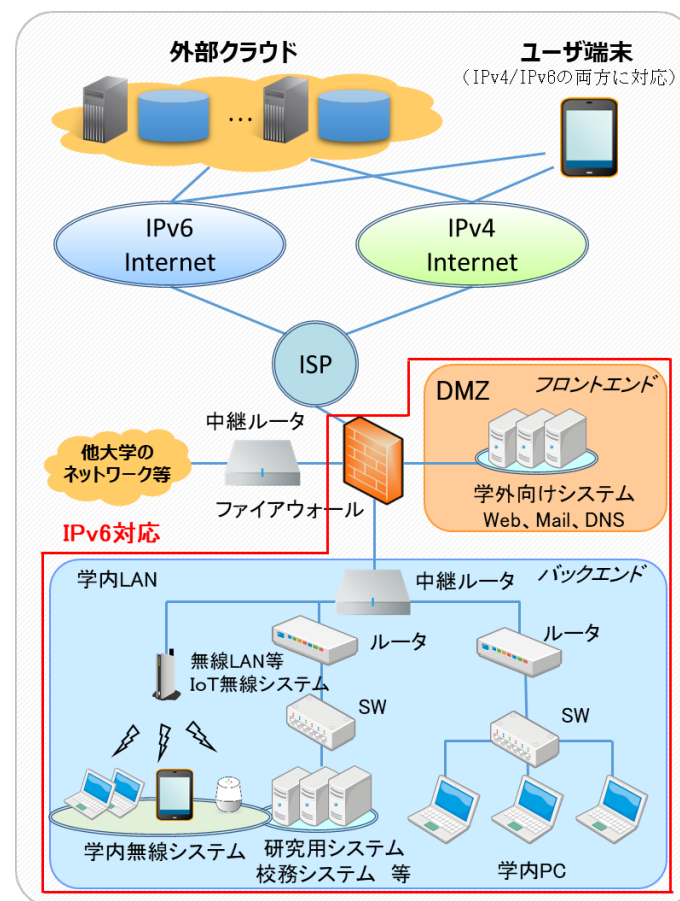 外部クラウド
ユーザ端末
（IPv4/IPv6の両方に対応）
…
IPv6
Internet
IPv4
Internet
ISP
DMZ
フロントエンド
中継ルータ
他大学の
ネットワーク等
学外向けシステム
Web、Mail、DNS
ファイアウォール
IPv6対応
学内LAN
中継ルータ
バックエンド
ルータ
ルータ
無線LAN等
IoT無線システム
SW
SW
学内無線システム
研究用システム
校務システム 等
学内PC